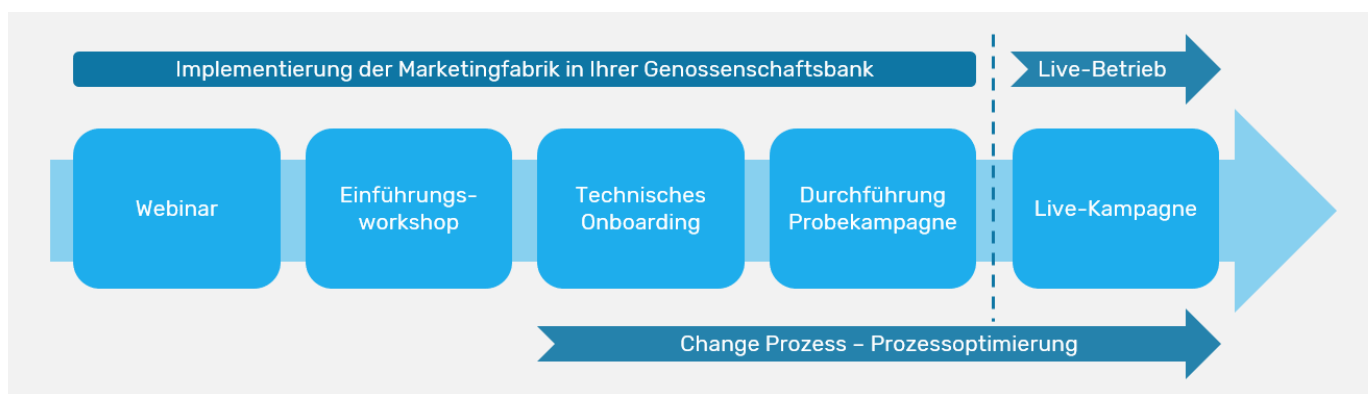 Implementierung der Marketingfabrik in Ihrer Genossenschaftsbank
Live-Betrieb
Webinar
Einführungs-
workshop
Technisches
Onboarding
Durchführung
Probekampagne
Live-Kampagne
Change Prozess – Prozessoptimierung